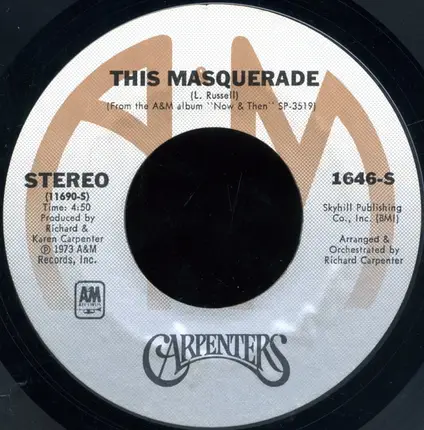 THIS MASQUERADE
(L. Russell)
(From the A&M album "Now & Then" SP-3519)
STEREO
(11690-S)
Time: 4:50
Produced by
Richard &
Karen Carpenter
℗ 1973 A&M
Records, Inc.
1646-S
Skyhill Publishing
Co., Inc. (BMI)
Arranged &
Orchestrated by
Richard Carpenter
AM
CARPENTERS